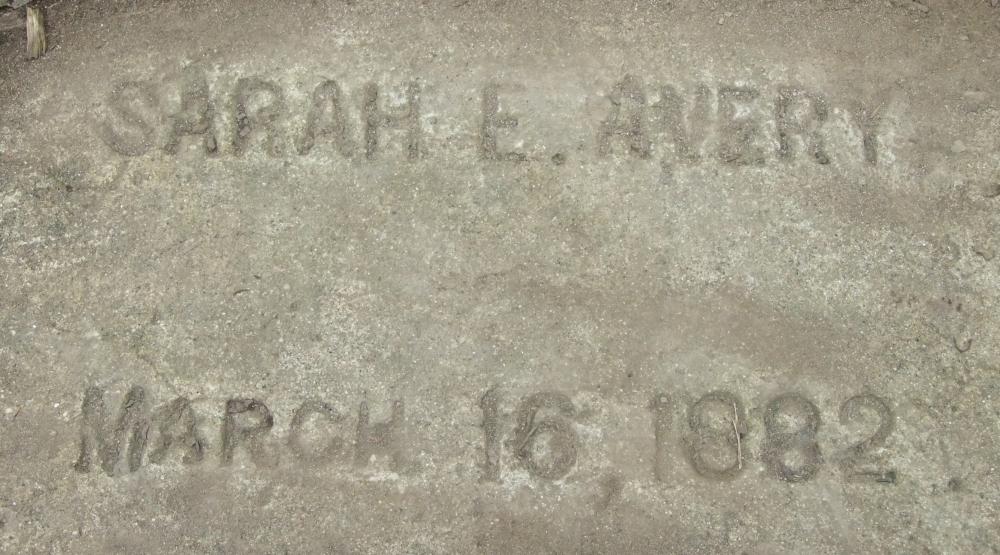 SARAH E. AVERY
MARCH 16 1882